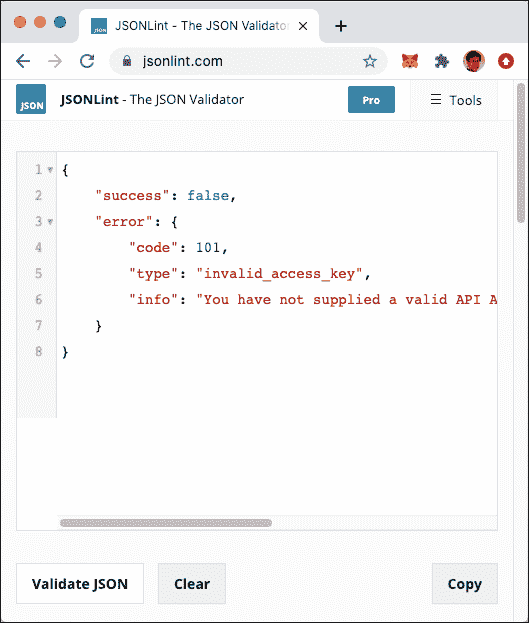 JSONLint - The JSON Validato
jsonlint.com
JSON
JSONLint - The JSON Validator
Pro
Tools
1 {
2 "success": false,
3 "error": {
4 "code": 101,
5 "type": "invalid_access_key",
6 "info": "You have not supplied a valid API A
7 }
8 }
Validate JSON
Clear
Copy